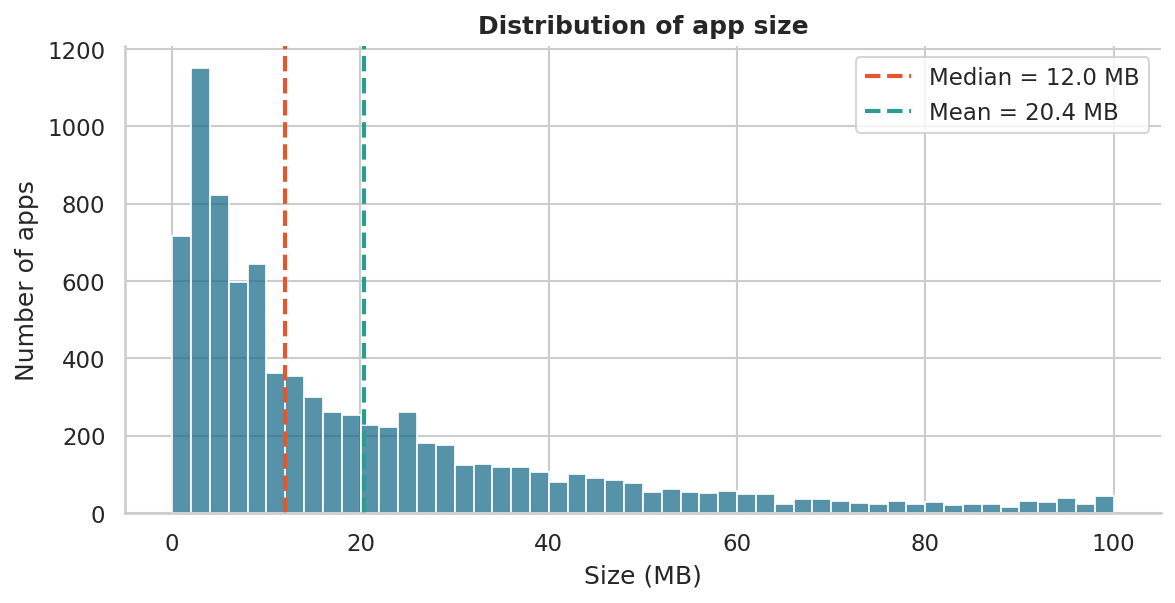 Distribution of app size
Median = 12.0 MB
Mean = 20.4 MB
Number of apps
1200
1000
800
600
400
200
0
0 20 40 60 80 100
Size (MB)